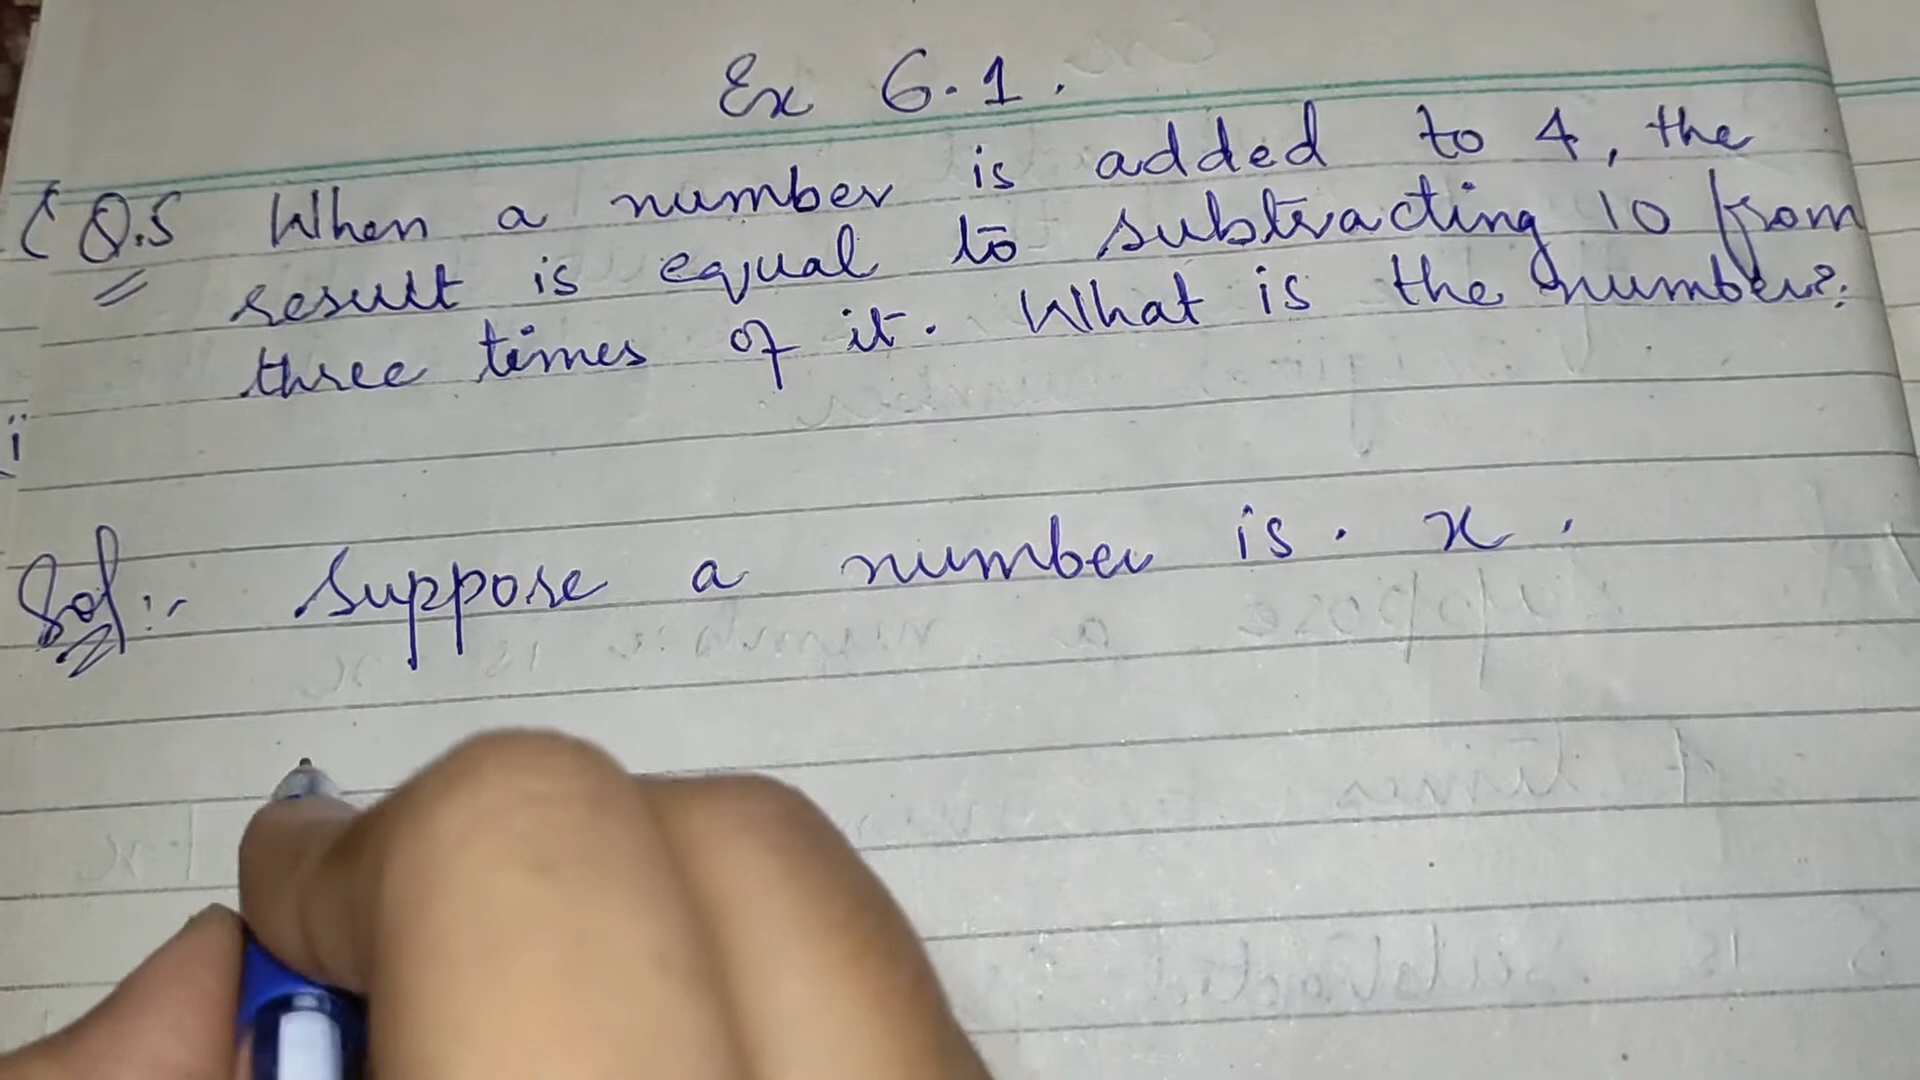 Ex 6.1.
Q.5 When a number is added to 4, the
result is equal to subtracting 10 from
three times of it. What is the number?
Sol:- Suppose a number is . x .